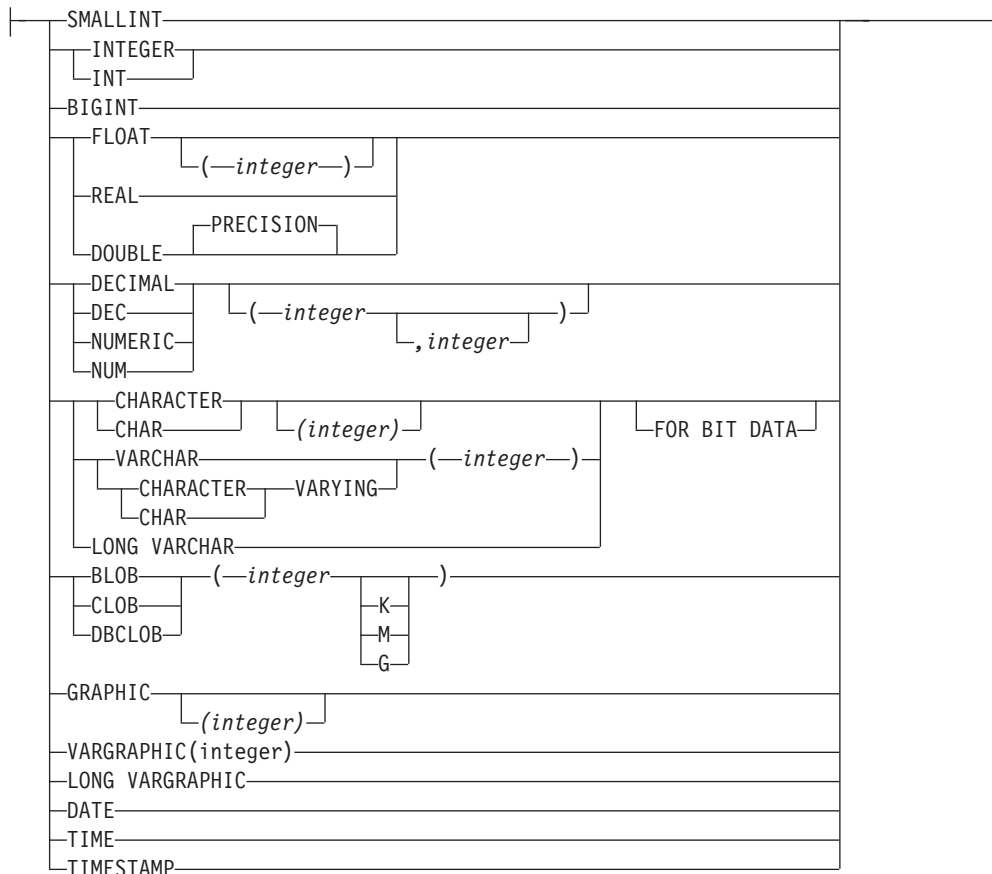 SMALLINT
INTEGER
INT
BIGINT
FLOAT
( integer )
REAL
PRECISION
DOUBLE
DECIMAL
DEC ( integer )
NUMERIC ,integer
NUM
CHARACTER
CHAR (integer) FOR BIT DATA
VARCHAR ( integer )
CHARACTER VARYING
CHAR
LONG VARCHAR
BLOB ( integer )
CLOB K
DBCLOB M
G
GRAPHIC
(integer)
VARGRAPHIC(integer)
LONG VARGRAPHIC
DATE
TIME
TIMESTAMP